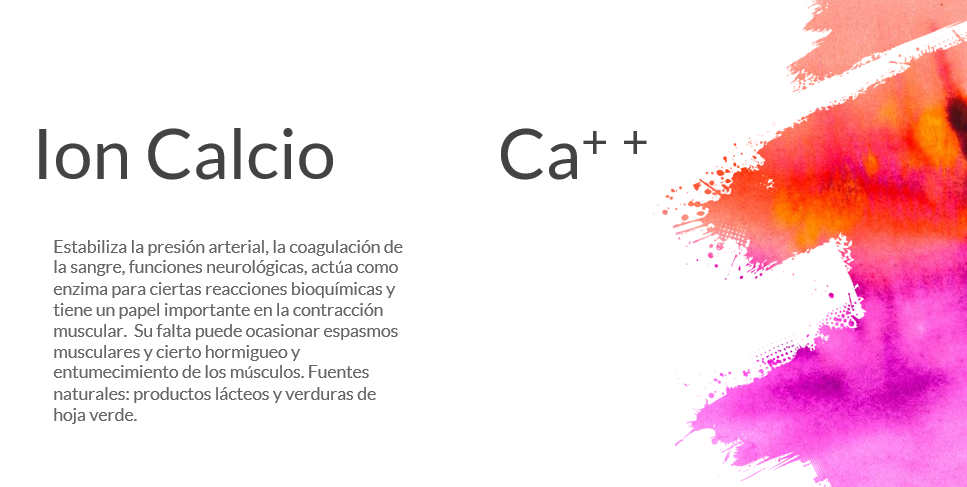 Ion Calcio
Ca⁺ ⁺
Estabiliza la presión arterial, la coagulación de
la sangre, funciones neurológicas, actúa como
enzima para ciertas reacciones bioquímicas y
tiene un papel importante en la contracción
muscular.  Su falta puede ocasionar espasmos
musculares y cierto hormigueo y
entumecimiento de los músculos. Fuentes
naturales: productos lácteos y verduras de
hoja verde.